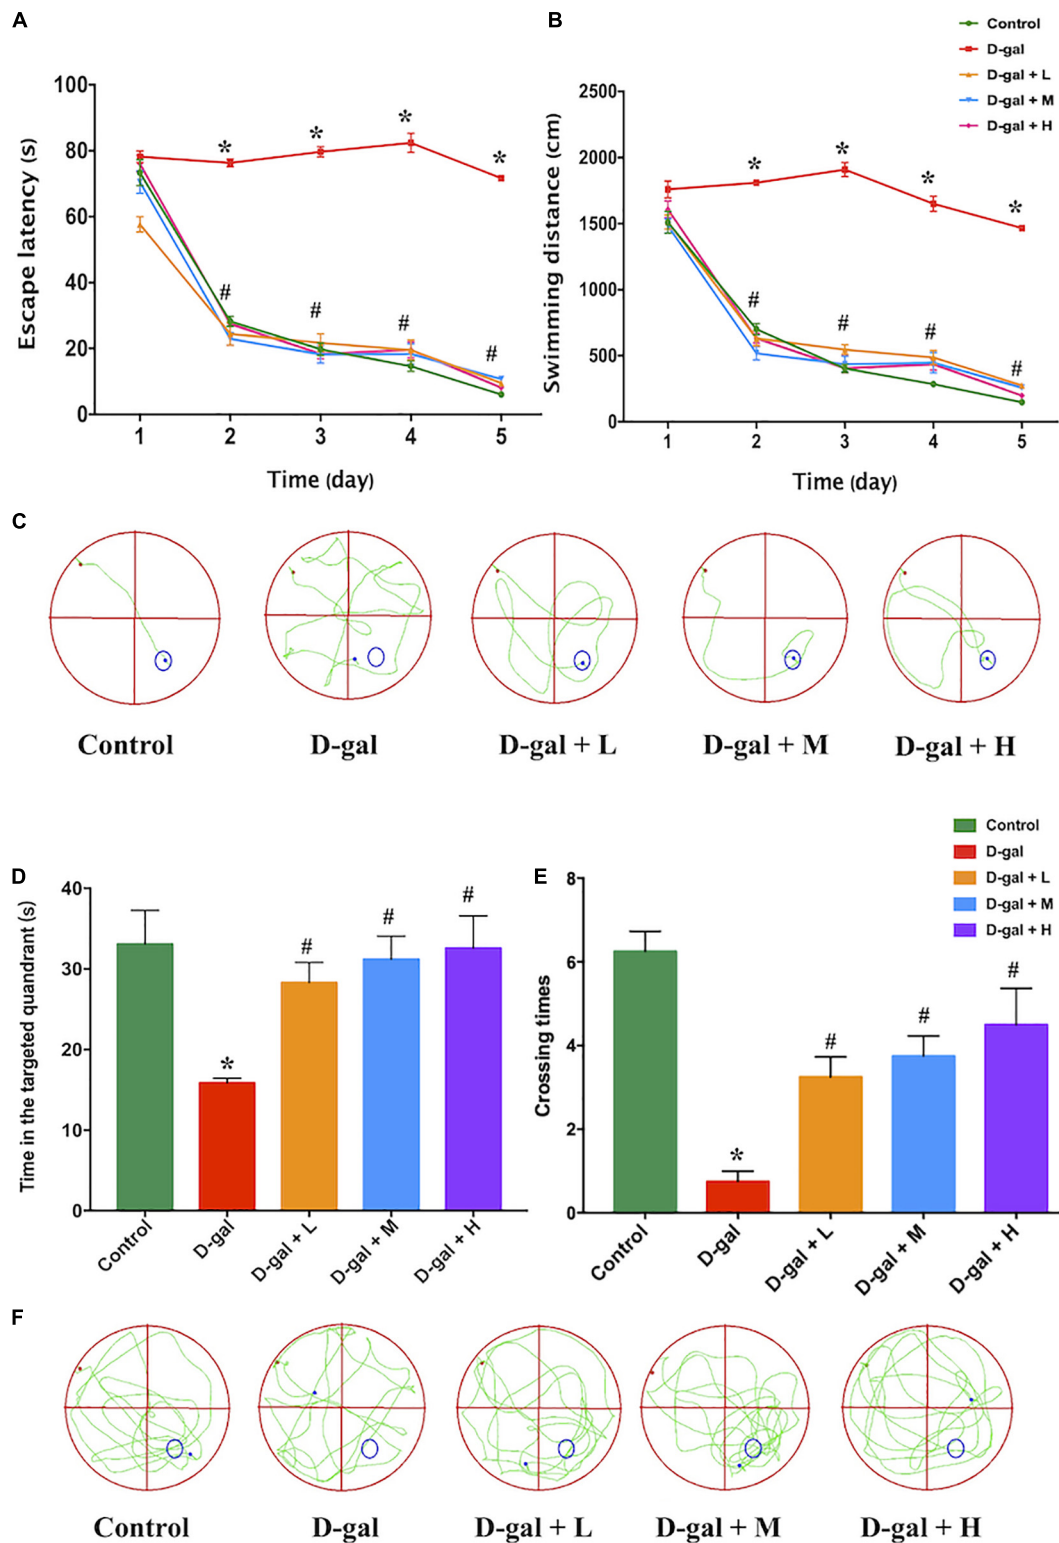 A
B
Control
D-gal
D-gal + L
D-gal + M
D-gal + H
Escape latency (s)
100
80
60
40
20
0
* * * *
# # # #
1 2 3 4 5
Time (day)
Swimming distance (cm)
2500
2000
1500
1000
500
0
* * * *
# # # #
1 2 3 4 5
Time (day)
C
Control D-gal D-gal + L D-gal + M D-gal + H
Control
D-gal
D-gal + L
D-gal + M
D-gal + H
D
Time in the targeted quandrant (s)
40
30
20
10
0
* # # #
Control D-gal D-gal + L D-gal + M D-gal + H
E
Crossing times
8
6
4
2
0
* # # #
Control D-gal D-gal + L D-gal + M D-gal + H
F
Control D-gal D-gal + L D-gal + M D-gal + H